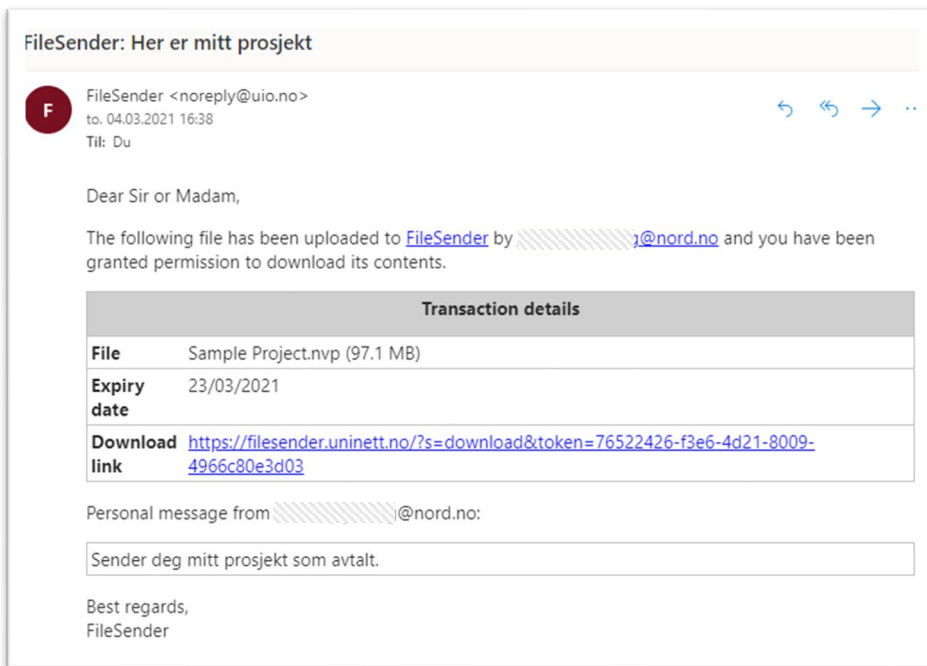 FileSender: Her er mitt prosjekt
F
FileSender <noreply@uio.no>
to. 04.03.2021 16:38
Til: Du
Dear Sir or Madam,
The following file has been uploaded to FileSender by @nord.no and you have been
granted permission to download its contents.
Transaction details
File Sample Project.nvp (97.1 MB)
Expiry 23/03/2021
date
Download https://filesender.uninett.no/?s=download&token=76522426-f3e6-4d21-8009-
link 4966c80e3d03
Personal message from @nord.no:
Sender deg mitt prosjekt som avtalt.
Best regards,
FileSender